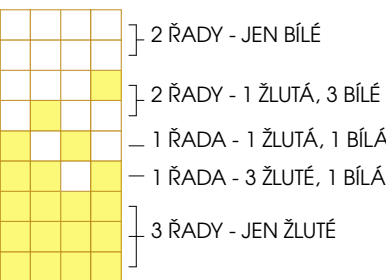 2 ŘADY - JEN BÍLÉ
2 ŘADY - 1 ŽLUTÁ, 3 BÍLÉ
1 ŘADA - 1 ŽLUTÁ, 1 BÍLÁ
1 ŘADA - 3 ŽLUTÉ, 1 BÍLÁ
3 ŘADY - JEN ŽLUTÉ